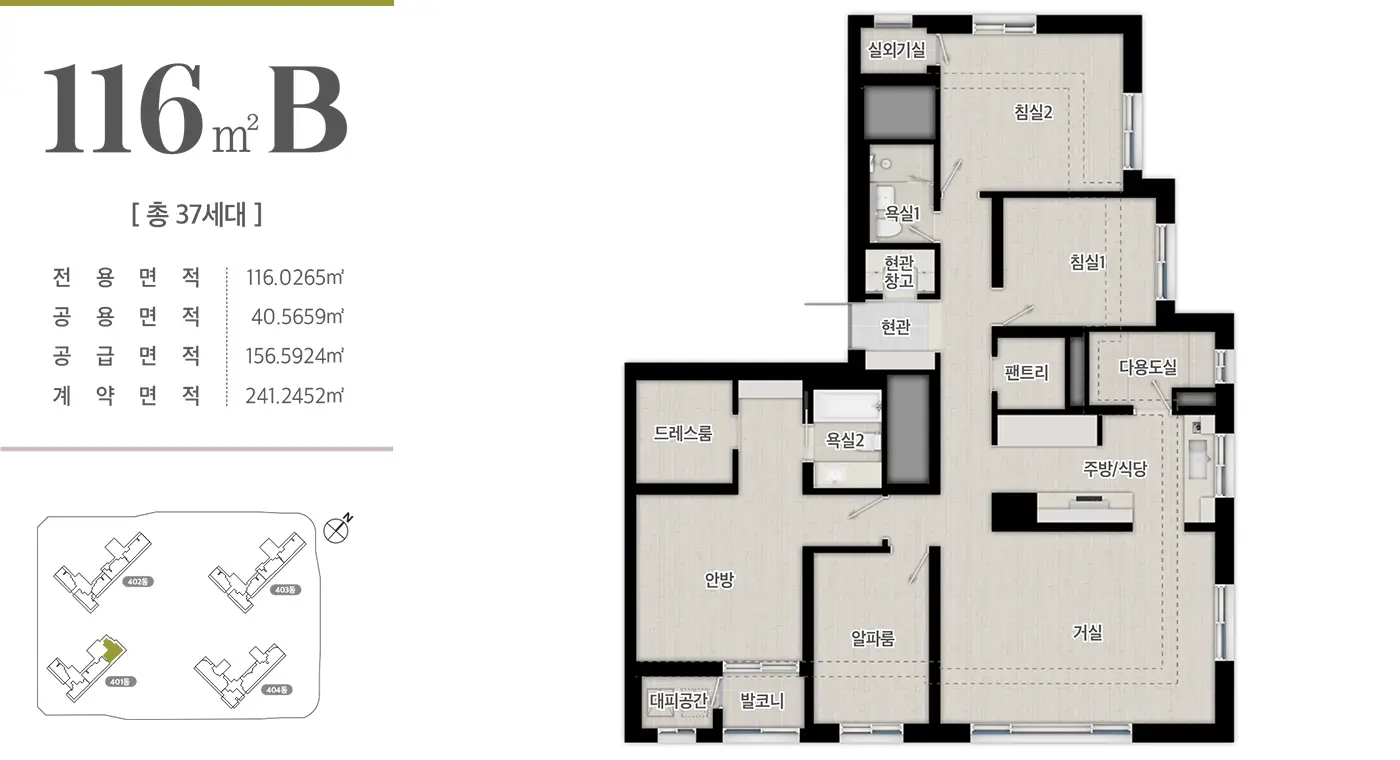 116㎡B
[ 총 37세대 ]
전 용 면 적 116.0265㎡
공 용 면 적 40.5659㎡
공 급 면 적 156.5924㎡
계 약 면 적 241.2452㎡
N
402동
403동
401동
404동
실외기실
침실2
욕실1
침실1
현관
창고
현관
팬트리
다용도실
드레스룸
욕실2
주방/식당
안방
알파룸
거실
대피공간
발코니